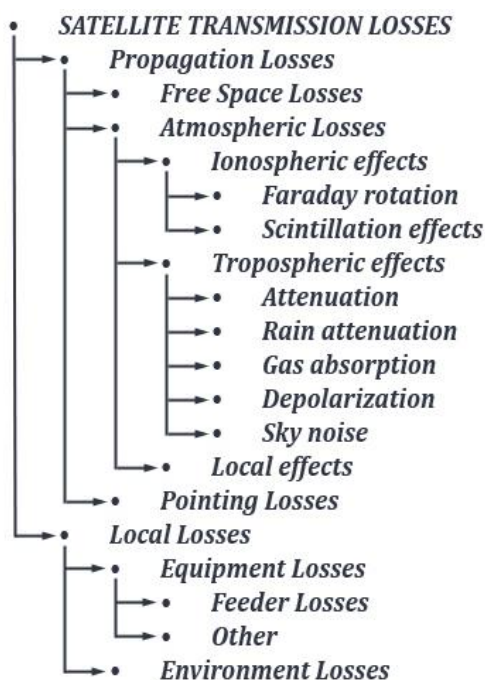 SATELLITE TRANSMISSION LOSSES
Propagation Losses
Free Space Losses
Atmospheric Losses
Ionospheric effects
Faraday rotation
Scintillation effects
Tropospheric effects
Attenuation
Rain attenuation
Gas absorption
Depolarization
Sky noise
Local effects
Pointing Losses
Local Losses
Equipment Losses
Feeder Losses
Other
Environment Losses